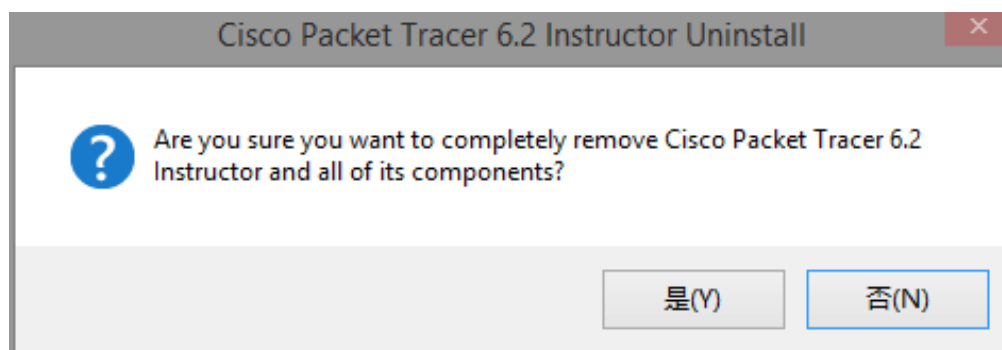 Cisco Packet Tracer 6.2 Instructor Uninstall
Are you sure you want to completely remove Cisco Packet Tracer 6.2
Instructor and all of its components?
是(Y)
否(N)